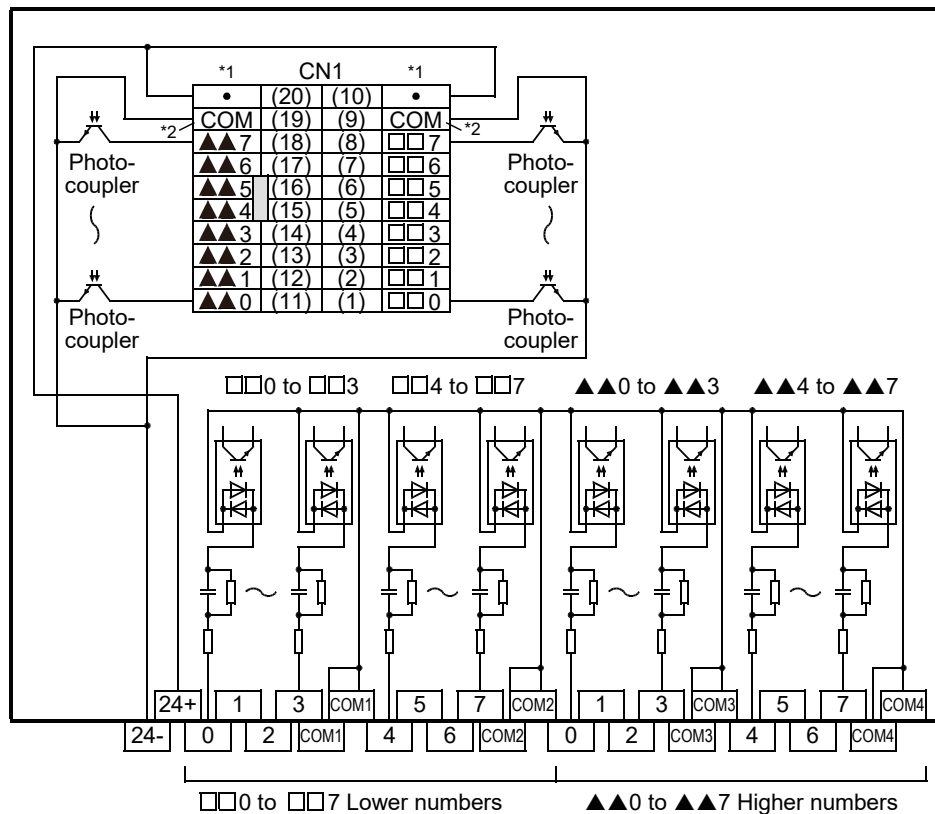 *1 CN1 *1
• (20) (10) •
COM (19) (9) COM
*2 *2
▲▲7 (18) (8) □□7
▲▲6 (17) (7) □□6
▲▲5 (16) (6) □□5
▲▲4 (15) (5) □□4
▲▲3 (14) (4) □□3
▲▲2 (13) (3) □□2
▲▲1 (12) (2) □□1
▲▲0 (11) (1) □□0
Photo-
coupler
Photo-
coupler
Photo-
coupler
Photo-
coupler
□□0 to □□3 □□4 to □□7 ▲▲0 to ▲▲3 ▲▲4 to ▲▲7
24+ 1 3 COM1 5 7 COM2 1 3 COM3 5 7 COM4
24- 0 2 COM1 4 6 COM2 0 2 COM3 4 6 COM4
□□0 to □□7 Lower numbers ▲▲0 to ▲▲7 Higher numbers